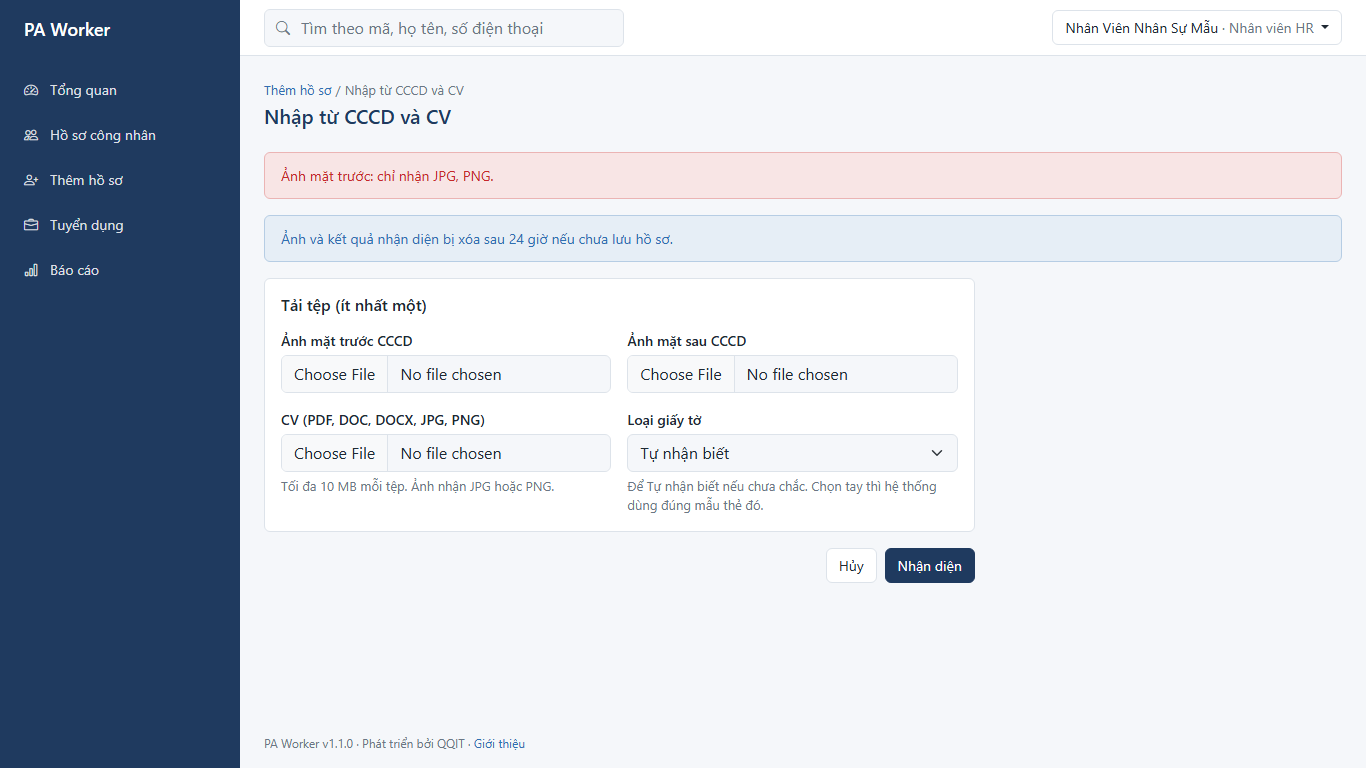 PA Worker
Tìm theo mã, họ tên, số điện thoại
Nhân Viên Nhân Sự Mẫu · Nhân viên HR
Tổng quan
Hồ sơ công nhân
Thêm hồ sơ
Tuyển dụng
Báo cáo
Thêm hồ sơ / Nhập từ CCCD và CV
Nhập từ CCCD và CV
Ảnh mặt trước: chỉ nhận JPG, PNG.
Ảnh và kết quả nhận diện bị xóa sau 24 giờ nếu chưa lưu hồ sơ.
Tải tệp (ít nhất một)
Ảnh mặt trước CCCD
Choose File No file chosen
Ảnh mặt sau CCCD
Choose File No file chosen
CV (PDF, DOC, DOCX, JPG, PNG)
Choose File No file chosen
Tối đa 10 MB mỗi tệp. Ảnh nhận JPG hoặc PNG.
Loại giấy tờ
Tự nhận biết
Để Tự nhận biết nếu chưa chắc. Chọn tay thì hệ thống
dùng đúng mẫu thẻ đó.
Hủy
Nhận diện
PA Worker v1.1.0 · Phát triển bởi QQIT · Giới thiệu